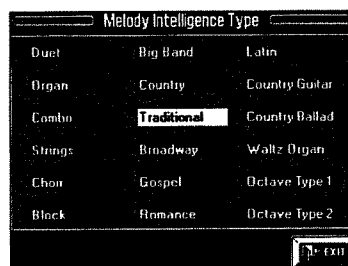 Melody Intelligence Type
Duet Big Band Latin
Organ Country Country Guitar
Combo Traditional Country Ballad
Strings Broadway Waltz Organ
Choir Gospel Octave Type 1
Block Romance Octave Type 2
EXIT